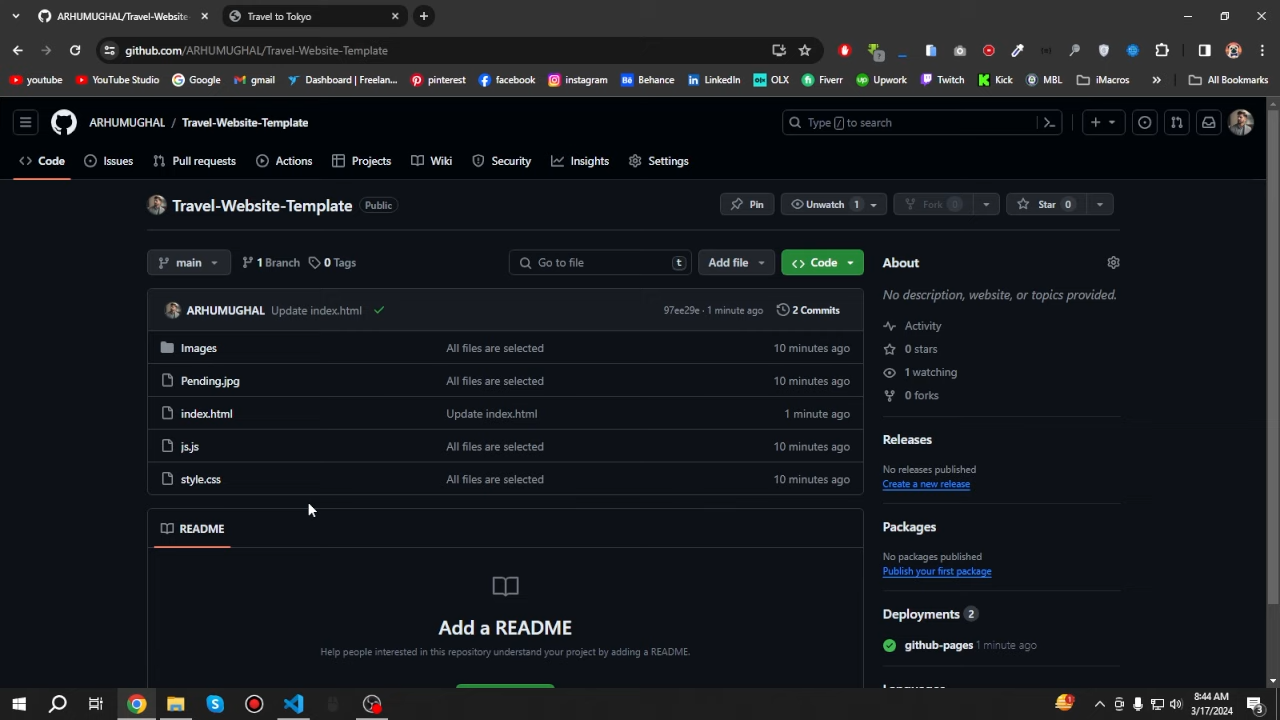 ARHUMUGHAL/Travel-Website-
Travel to Tokyo
github.com/ARHUMUGHAL/Travel-Website-Template
youtube YouTube Studio Google gmail Dashboard | Freelan... pinterest facebook instagram Behance LinkedIn OLX Fiverr Upwork Twitch Kick MBL iMacros » All Bookmarks
ARHUMUGHAL / Travel-Website-Template
Type / to search
Code Issues Pull requests Actions Projects Wiki Security Insights Settings
Travel-Website-Template Public
Pin Unwatch 1 Fork 0 Star 0
main 1 Branch 0 Tags
Go to file t Add file Code
ARHUMUGHAL Update index.html 97ee29e · 1 minute ago 2 Commits
Images All files are selected 10 minutes ago
Pending.jpg All files are selected 10 minutes ago
index.html Update index.html 1 minute ago
js.js All files are selected 10 minutes ago
style.css All files are selected 10 minutes ago
README
Add a README
Help people interested in this repository understand your project by adding a README.
About
No description, website, or topics provided.
Activity
0 stars
1 watching
0 forks
Releases
No releases published
Create a new release
Packages
No packages published
Publish your first package
Deployments 2
github-pages 1 minute ago
Languages
8:44 AM
3/17/2024